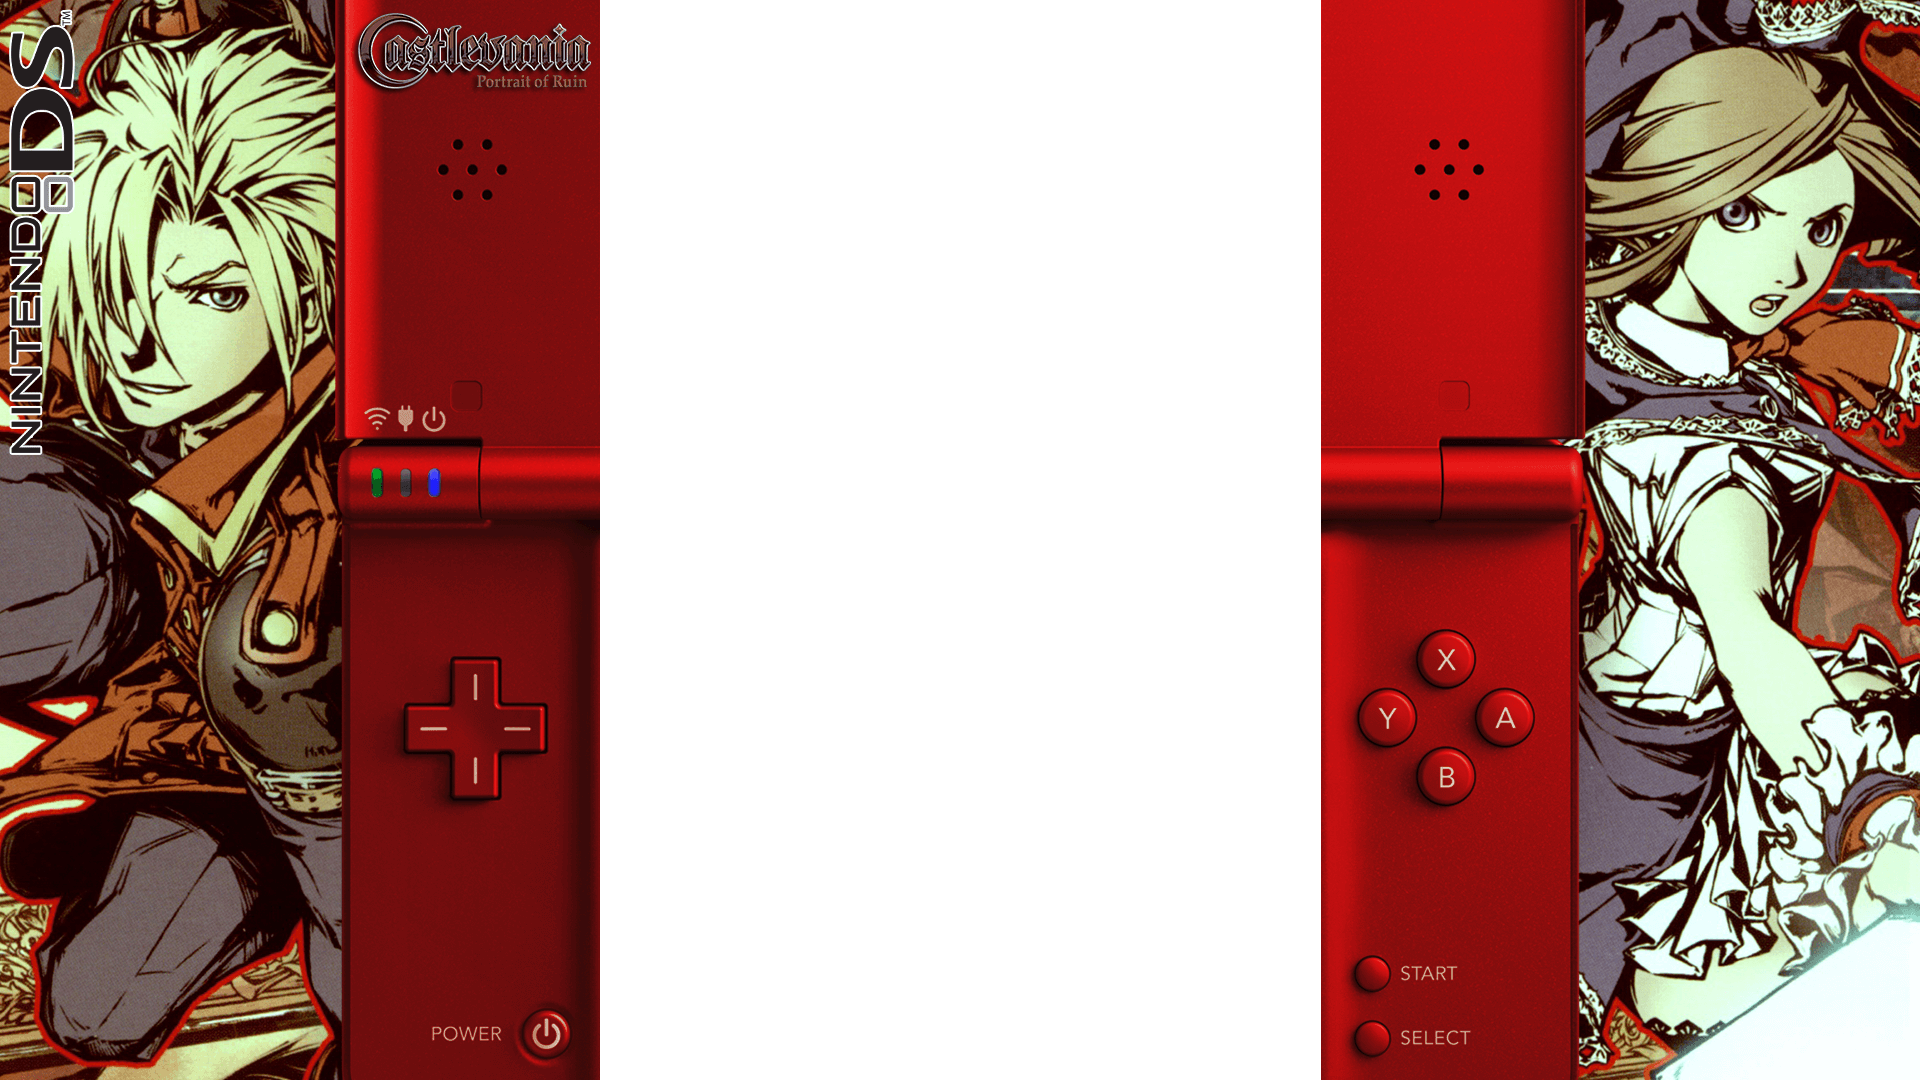 NINTENDO DS™
Castlevania
Portrait of Ruin
X
Y
A
B
START
SELECT
POWER